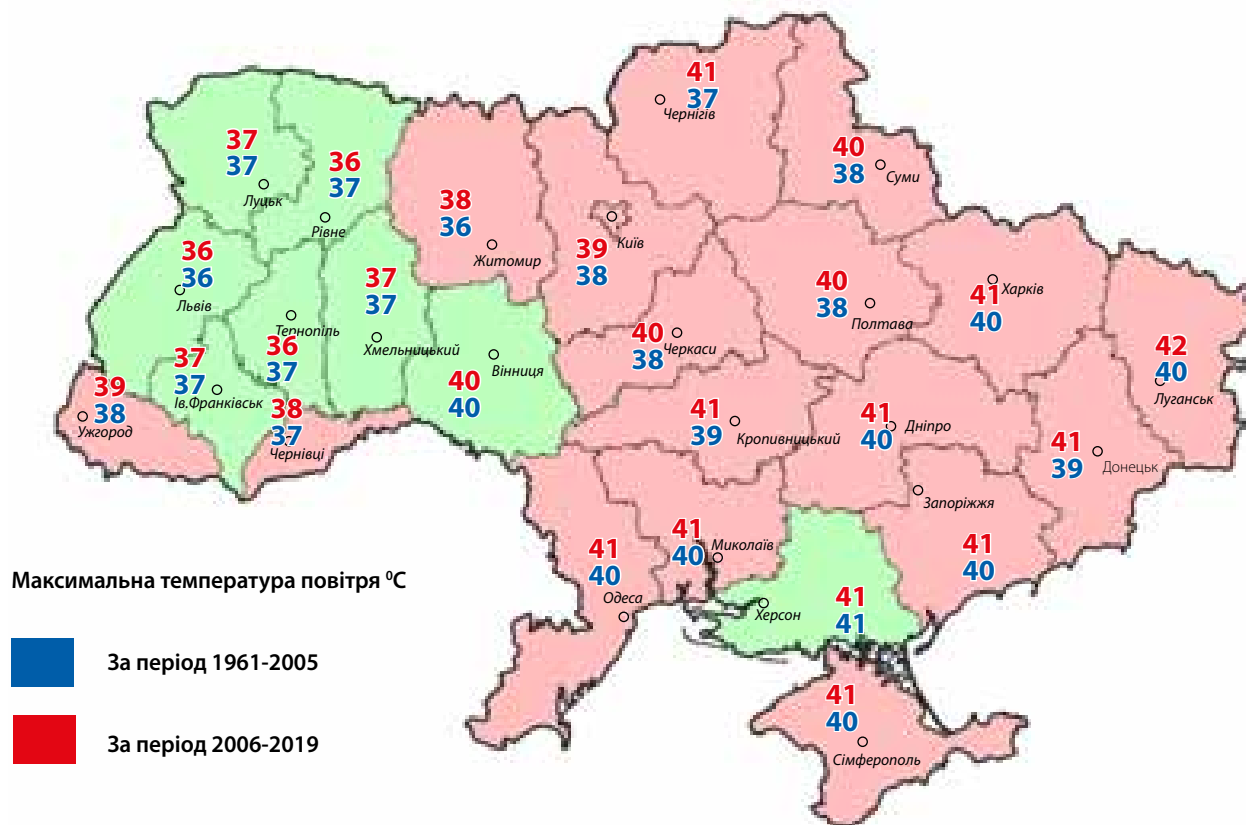 41
37
Чернігів
40
38
Суми
37
37
Луцьк
36
37
Рівне
38
36
Житомир
39
38
Київ
36
36
Львів
37
37
Хмельницький
36
37
Тернопіль
40
38
Полтава
41
40
Харків
40
38
Черкаси
42
40
Луганськ
37
37
Ів.Франківськ
40
40
Вінниця
39
38
Ужгород
38
37
Чернівці
41
39
Кропивницький
41
40
Дніпро
41
39
Донецьк
Запоріжжя
41
40
41
40
Миколаїв
41
40
Одеса
41
41
Херсон
41
40
Сімферополь
Максимальна температура повітря ⁰С
За період 1961-2005
За період 2006-2019